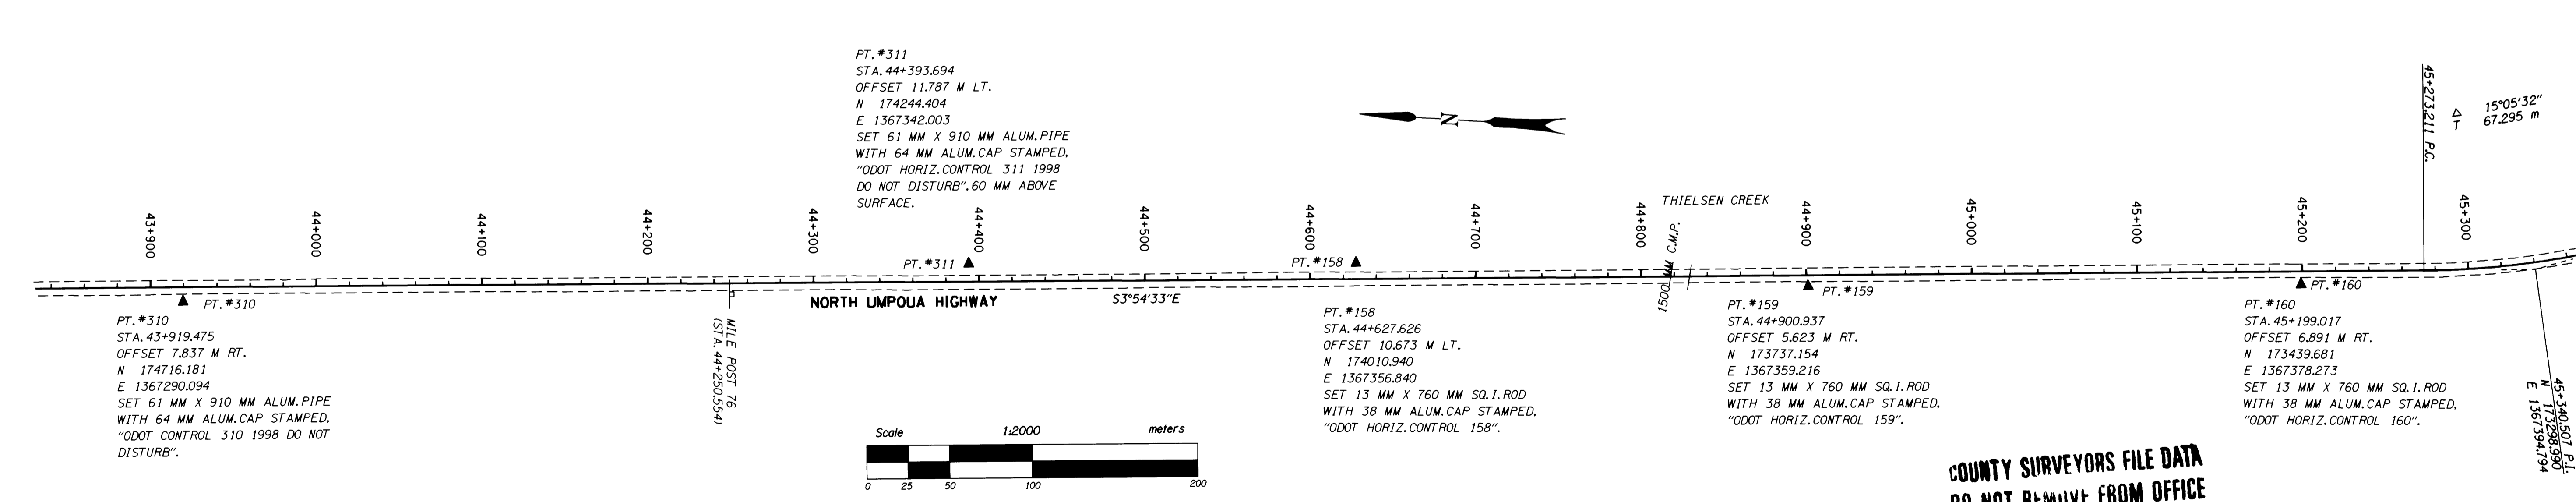 PT.#311
STA.44+393.694
OFFSET 11.787 M LT.
N 174244.404
E 1367342.003
SET 61 MM X 910 MM ALUM.PIPE
WITH 64 MM ALUM.CAP STAMPED,
"ODOT HORIZ.CONTROL 311 1998
DO NOT DISTURB",60 MM ABOVE
SURFACE.
N
45+273.211 P.C.
Δ 15°05'32"
T 67.295 m
THIELSEN CREEK
43+900
44+000
44+100
44+200
44+300
44+400
44+500
44+600
44+700
44+800
44+900
45+000
45+100
45+200
45+300
1500 MM C.M.P.
PT.#311
PT.#158
PT.#310
NORTH UMPQUA HIGHWAY
S3°54'33"E
PT.#159
PT.#160
PT.#310
STA.43+919.475
OFFSET 7.837 M RT.
N 174716.181
E 1367290.094
SET 61 MM X 910 MM ALUM.PIPE
WITH 64 MM ALUM.CAP STAMPED,
"ODOT CONTROL 310 1998 DO NOT
DISTURB".
MILE POST 76
(STA.44+250.554)
PT.#158
STA.44+627.626
OFFSET 10.673 M LT.
N 174010.940
E 1367356.840
SET 13 MM X 760 MM SQ.I.ROD
WITH 38 MM ALUM.CAP STAMPED,
"ODOT HORIZ.CONTROL 158".
PT.#159
STA.44+900.937
OFFSET 5.623 M RT.
N 173737.154
E 1367359.216
SET 13 MM X 760 MM SQ.I.ROD
WITH 38 MM ALUM.CAP STAMPED,
"ODOT HORIZ.CONTROL 159".
PT.#160
STA.45+199.017
OFFSET 6.891 M RT.
N 173439.681
E 1367378.273
SET 13 MM X 760 MM SQ.I.ROD
WITH 38 MM ALUM.CAP STAMPED,
"ODOT HORIZ.CONTROL 160".
45+340.507 P.I.
N 173298.990
E 1367394.794
Scale 1:2000 meters
0 25 50 100 200
COUNTY SURVEYORS FILE DATA
DO NOT REMOVE FROM OFFICE